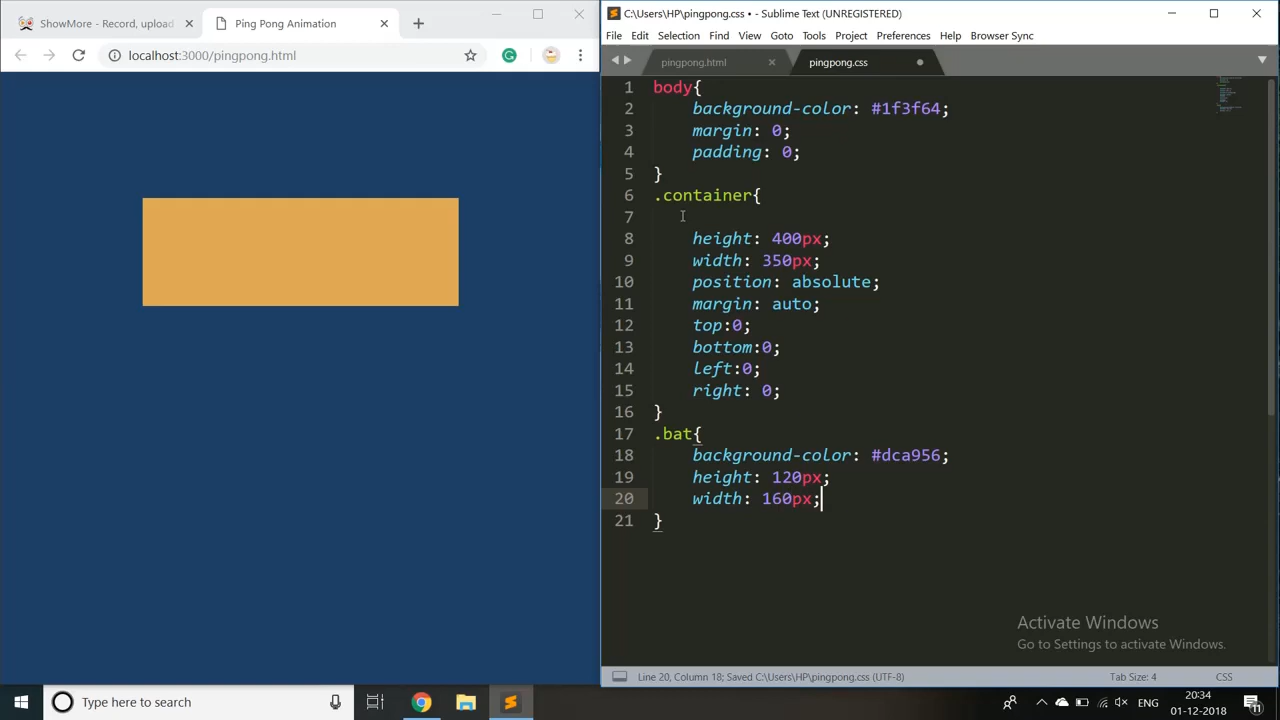 ShowMore - Record, upload
Ping Pong Animation
localhost:3000/pingpong.html
C:\Users\HP\pingpong.css • - Sublime Text (UNREGISTERED)
File Edit Selection Find View Goto Tools Project Preferences Help Browser Sync
pingpong.html
pingpong.css
1 body{
2 background-color: #1f3f64;
3 margin: 0;
4 padding: 0;
5 }
6 .container{
7
8 height: 400px;
9 width: 350px;
10 position: absolute;
11 margin: auto;
12 top:0;
13 bottom:0;
14 left:0;
15 right: 0;
16 }
17 .bat{
18 background-color: #dca956;
19 height: 120px;
20 width: 160px;
21 }
Activate Windows
Go to Settings to activate Windows.
Line 20, Column 18; Saved C:\Users\HP\pingpong.css (UTF-8)
Tab Size: 4
CSS
Type here to search
ENG
20:34
01-12-2018
11